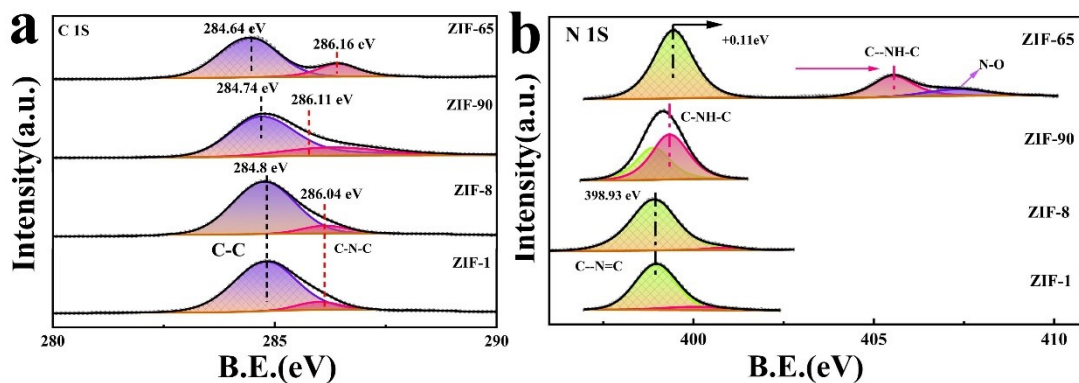 a
C 1S
284.64 eV
286.16 eV
ZIF-65
284.74 eV
286.11 eV
ZIF-90
284.8 eV
286.04 eV
ZIF-8
C-C
C-N-C
ZIF-1
Intensity(a.u.)
280
285
290
B.E.(eV)
b
N 1S
+0.11eV
ZIF-65
C--NH-C
N-O
C-NH-C
ZIF-90
398.93 eV
ZIF-8
C--N=C
ZIF-1
Intensity(a.u.)
400
405
410
B.E.(eV)